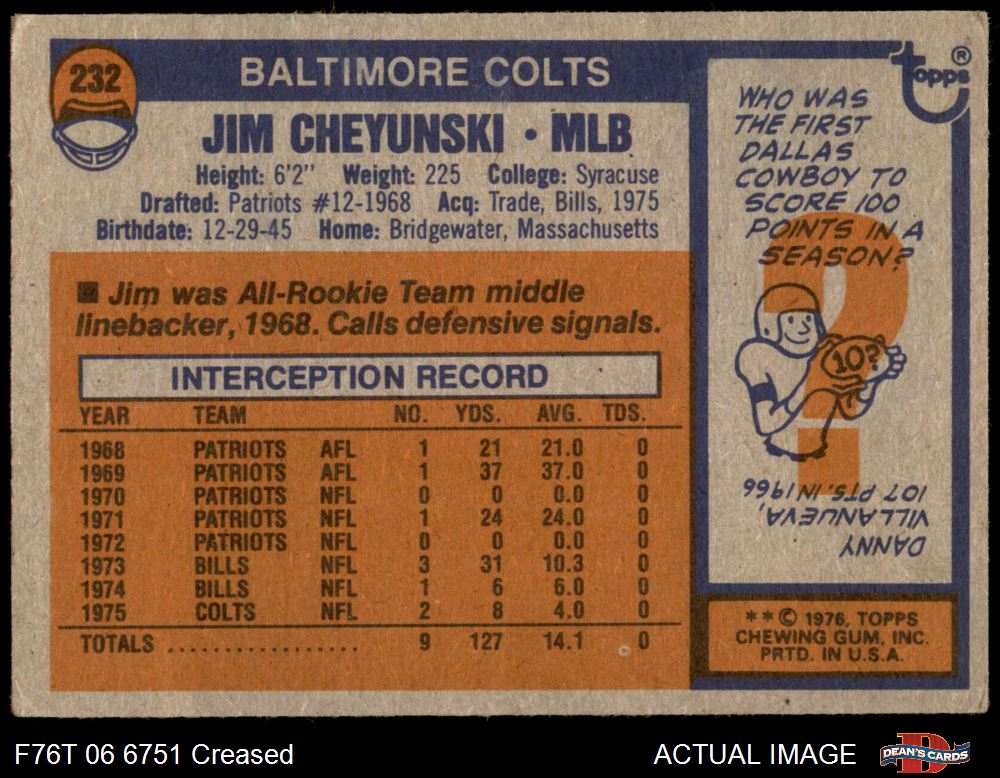 232
BALTIMORE COLTS
JIM CHEYUNSKI • MLB
Height: 6'2" Weight: 225 College: Syracuse
Drafted: Patriots #12-1968 Acq: Trade, Bills, 1975
Birthdate: 12-29-45 Home: Bridgewater, Massachusetts
■ Jim was All-Rookie Team middle
linebacker, 1968. Calls defensive signals.
INTERCEPTION RECORD
YEAR TEAM NO. YDS. AVG. TDS.
1968 PATRIOTS AFL 1 21 21.0 0
1969 PATRIOTS AFL 1 37 37.0 0
1970 PATRIOTS NFL 0 0 0.0 0
1971 PATRIOTS NFL 1 24 24.0 0
1972 PATRIOTS NFL 0 0 0.0 0
1973 BILLS NFL 3 31 10.3 0
1974 BILLS NFL 1 6 6.0 0
1975 COLTS NFL 2 8 4.0 0
TOTALS .................. 9 127 14.1 0
topps ®
WHO WAS
THE FIRST
DALLAS
COWBOY TO
SCORE 100
POINTS IN A
SEASON?
?
10?
DANNY
VILLANUEVA,
107 PTS. IN 1966
**© 1976, TOPPS
CHEWING GUM, INC.
PRTD. IN U.S.A.
F76T 06 6751 Creased
ACTUAL IMAGE
DEAN'S CARDS